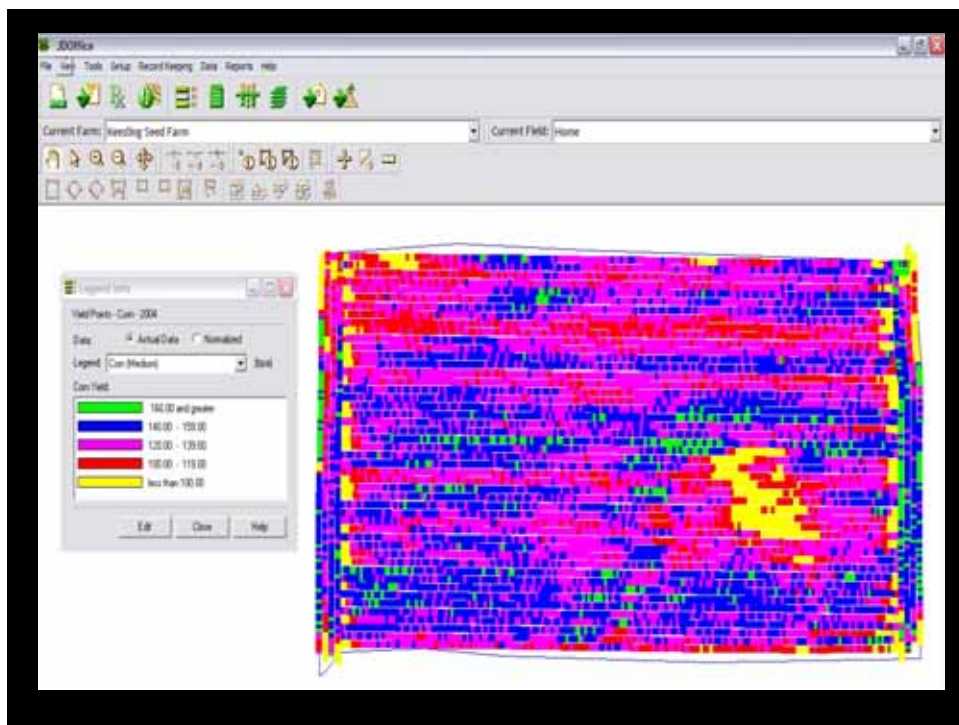 JDOffice
File View Tools Setup Record Keeping Data Reports Help
Current Farm: Keesling Seed Farm Current Field: Home
Legend Sets
Yield Points - Corn - 2004
Data Actual Data Normalized
Legend: Corn (Medium)
Corn Yield
160.00 and greater
140.00 - 159.00
120.00 - 139.00
100.00 - 119.00
less than 100.00
Edit Close Help